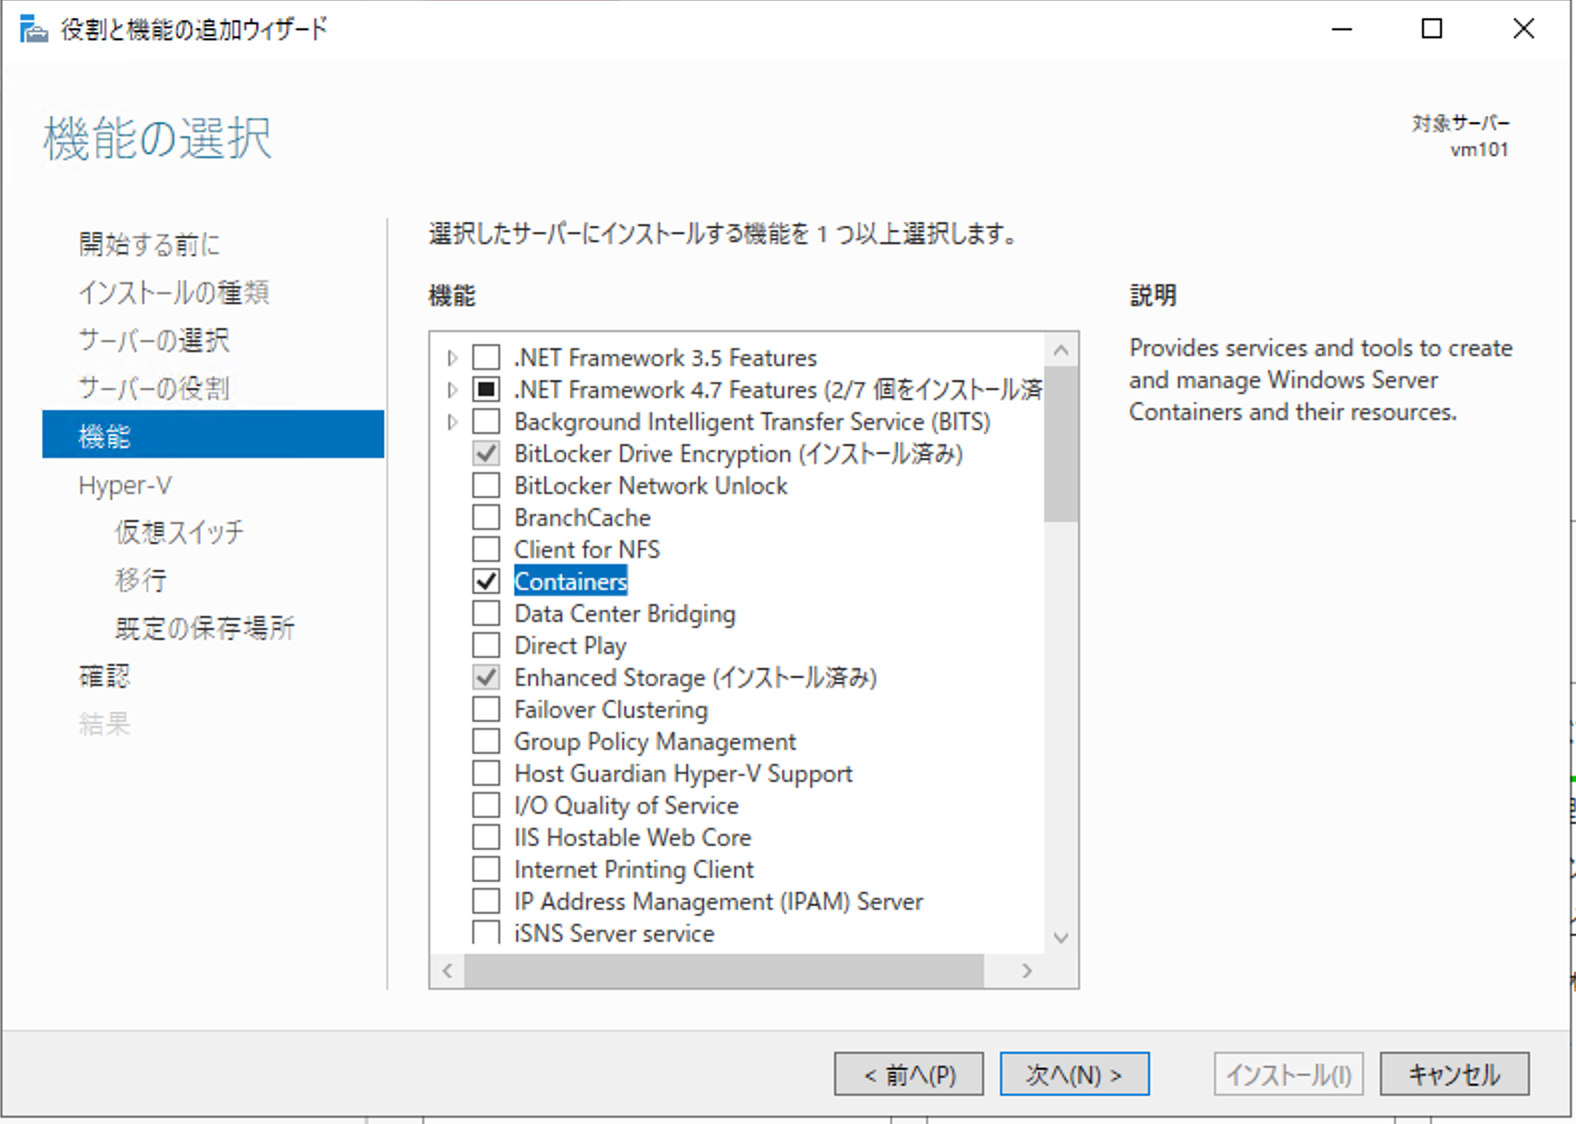 役割と機能の追加ウィザード
機能の選択
対象サーバー
vm101
開始する前に
インストールの種類
サーバーの選択
サーバーの役割
機能
Hyper-V
仮想スイッチ
移行
既定の保存場所
確認
結果
選択したサーバーにインストールする機能を 1 つ以上選択します。
機能
.NET Framework 3.5 Features
.NET Framework 4.7 Features (2/7 個をインストール済
Background Intelligent Transfer Service (BITS)
BitLocker Drive Encryption (インストール済み)
BitLocker Network Unlock
BranchCache
Client for NFS
Containers
Data Center Bridging
Direct Play
Enhanced Storage (インストール済み)
Failover Clustering
Group Policy Management
Host Guardian Hyper-V Support
I/O Quality of Service
IIS Hostable Web Core
Internet Printing Client
IP Address Management (IPAM) Server
iSNS Server service
説明
Provides services and tools to create
and manage Windows Server
Containers and their resources.
< 前へ(P)
次へ(N) >
インストール(I)
キャンセル